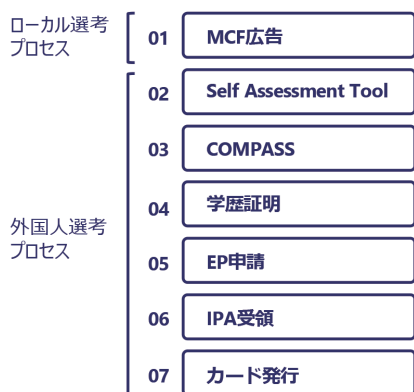 ローカル選考
プロセス
01 MCF広告
02 Self Assessment Tool
03 COMPASS
04 学歴証明
外国人選考
プロセス
05 EP申請
06 IPA受領
07 カード発行